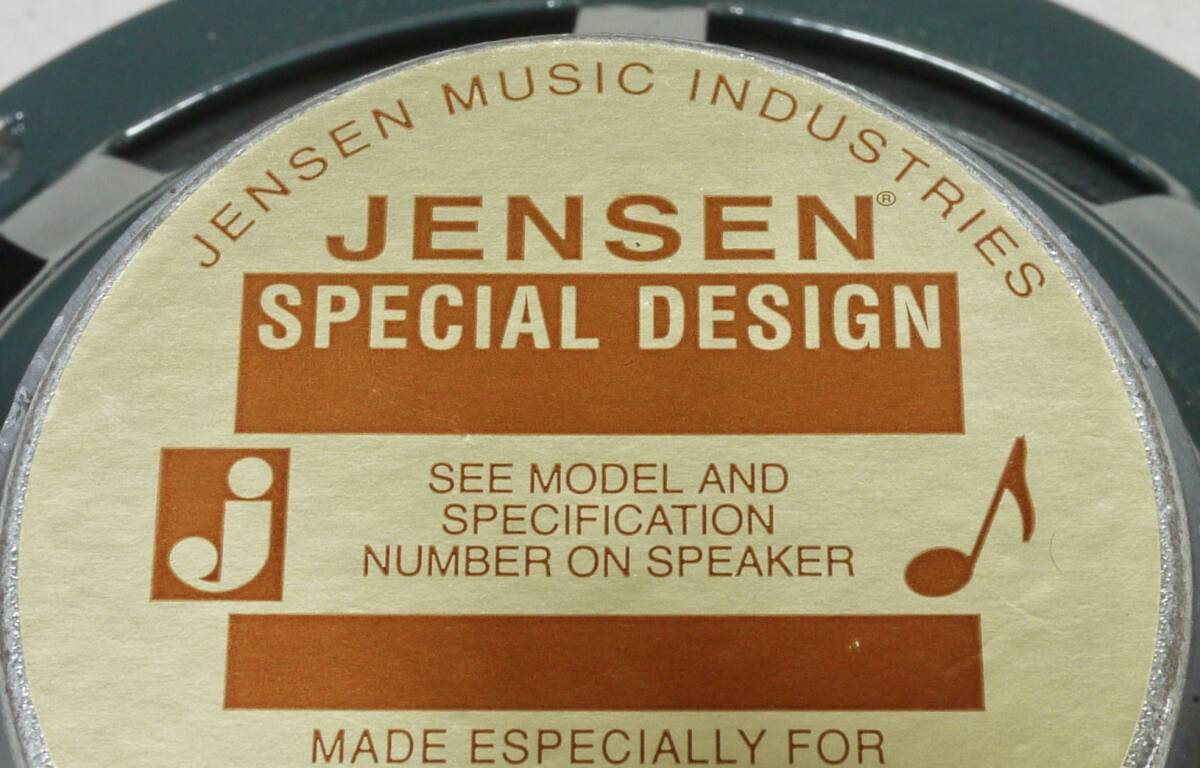 JENSEN MUSIC INDUSTRIES
JENSEN®
SPECIAL DESIGN
j
SEE MODEL AND
SPECIFICATION
NUMBER ON SPEAKER
MADE ESPECIALLY FOR